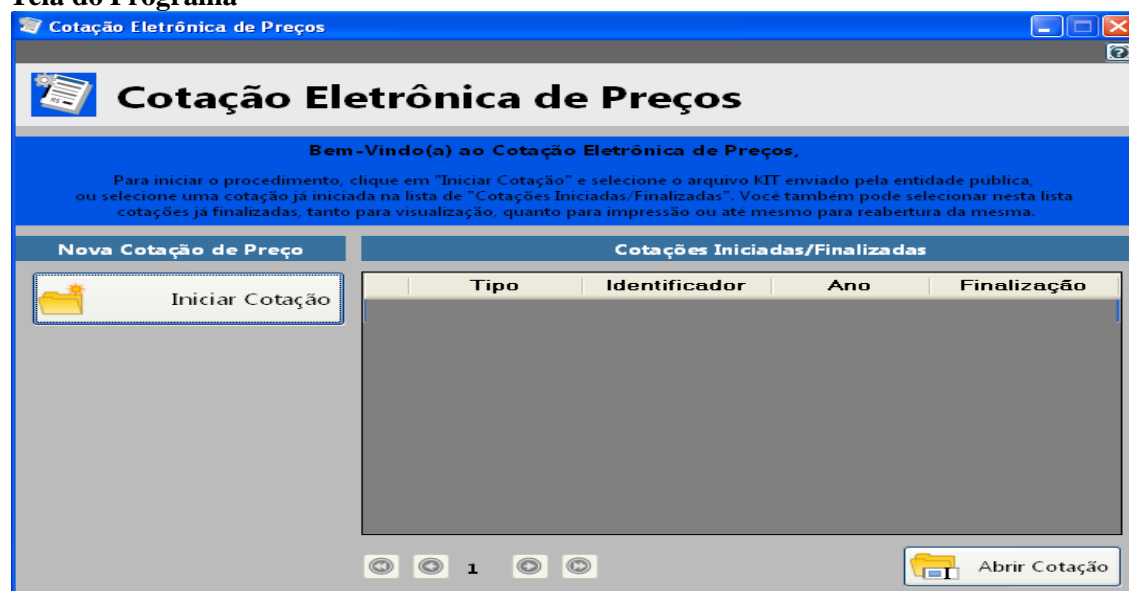 Tela do Programa
Cotação Eletrônica de Preços
Cotação Eletrônica de Preços
Bem-Vindo(a) ao Cotação Eletrônica de Preços,
Para iniciar o procedimento, clique em "Iniciar Cotação" e selecione o arquivo KIT enviado pela entidade pública,
ou selecione uma cotação já iniciada na lista de "Cotações Iniciadas/Finalizadas". Você também pode selecionar nesta lista
cotações já finalizadas, tanto para visualização, quanto para impressão ou até mesmo para reabertura da mesma.
Nova Cotação de Preço
Cotações Iniciadas/Finalizadas
Iniciar Cotação
Tipo Identificador Ano Finalização
1
Abrir Cotação